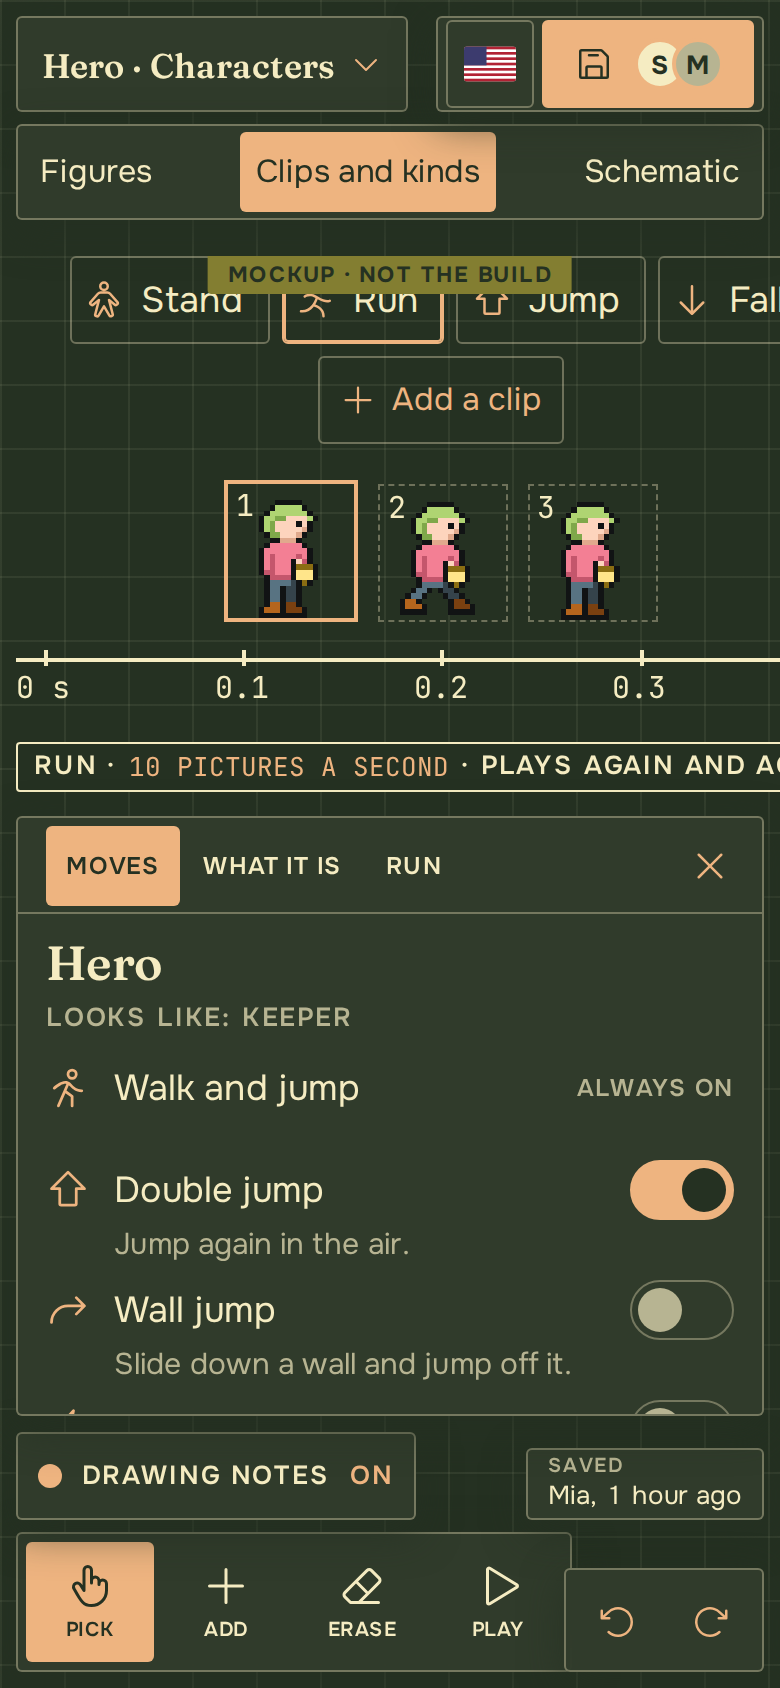 Hero · Characters
S M
Figures Clips and kinds Schematic
MOCKUP · NOT THE BUILD
Stand Run Jump Fall
Add a clip
1 2 3
0 s 0.1 0.2 0.3
RUN · 10 PICTURES A SECOND · PLAYS AGAIN AND
MOVES WHAT IT IS RUN
Hero
LOOKS LIKE: KEEPER
Walk and jump ALWAYS ON
Double jump
Jump again in the air.
Wall jump
Slide down a wall and jump off it.
DRAWING NOTES ON
SAVED
Mia, 1 hour ago
PICK ADD ERASE PLAY